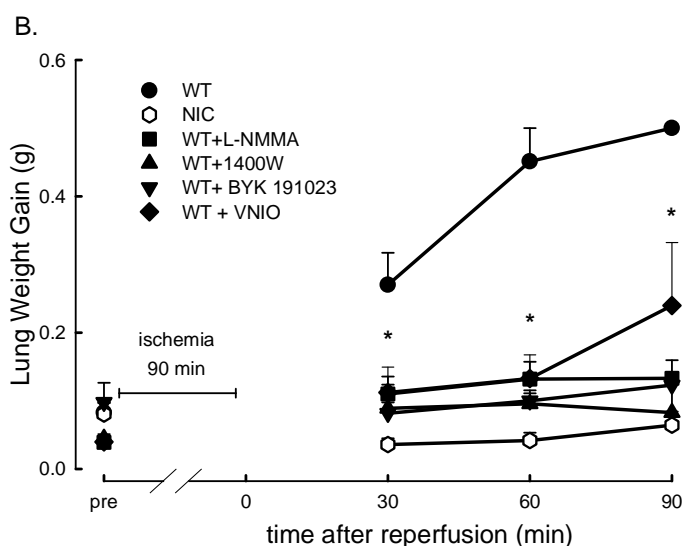 B.
0.6
WT
NIC
WT+L-NMMA
WT+1400W
WT+ BYK 191023
WT + VNIO
0.4
Lung Weight Gain (g)
*
0.2
ischemia
90 min
*
*
0.0
pre
0
30
60
90
time after reperfusion (min)